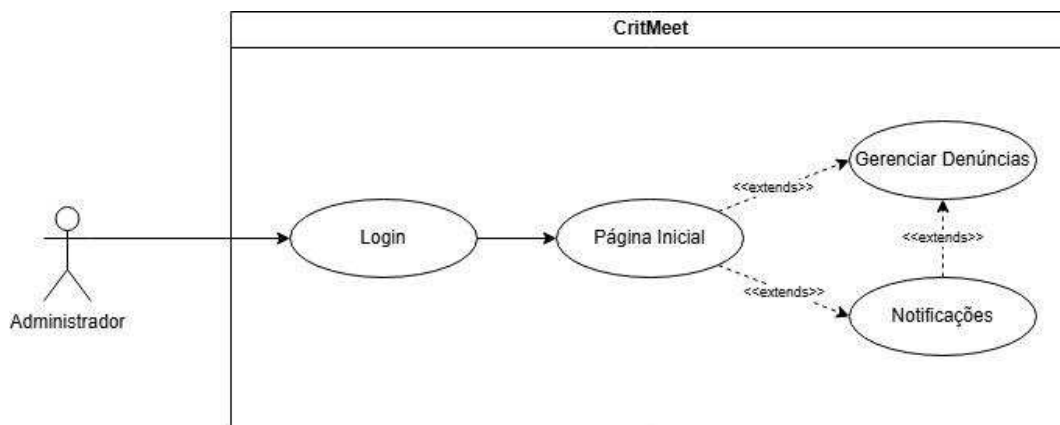 CritMeet
Gerenciar Denúncias
<<extends>>
Login
Página Inicial
<<extends>>
<<extends>>
Notificações
Administrador